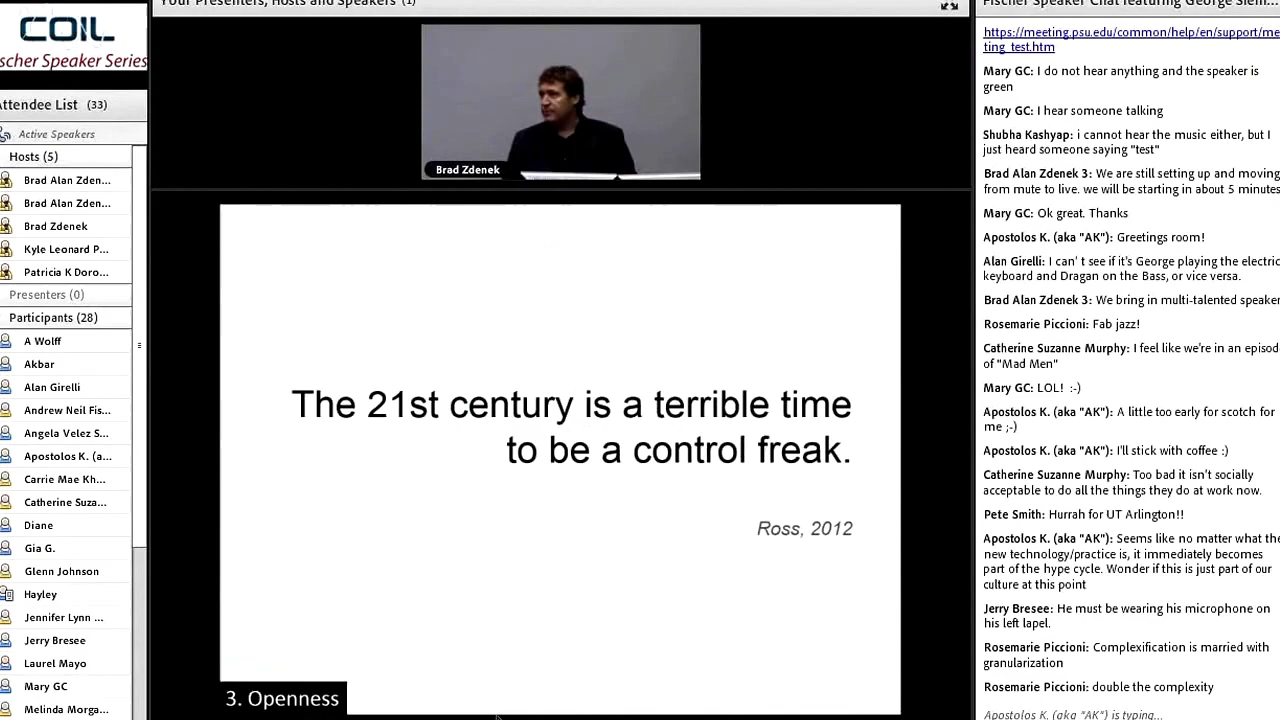 COIL
scher Speaker Series
Attendee List (33)
Active Speakers
Hosts (5)
Brad Alan Zden...
Brad Alan Zden...
Brad Zdenek
Kyle Leonard P...
Patricia K Doro...
Presenters (0)
Participants (28)
A Wolff
Akbar
Alan Girelli
Andrew Neil Fis...
Angela Velez S...
Apostolos K. (a...
Carrie Mae Kh...
Catherine Suza...
Diane
Gia G.
Glenn Johnson
Hayley
Jennifer Lynn ...
Jerry Bresee
Laurel Mayo
Mary GC
Melinda Morga...
Your Presenters, Hosts and Speakers (1)
Brad Zdenek
The 21st century is a terrible time
to be a control freak.
Ross, 2012
3. Openness
Fischer Speaker Chat featuring George Siem...
https://meeting.psu.edu/common/help/en/support/me
ting_test.htm
Mary GC: I do not hear anything and the speaker is
green
Mary GC: I hear someone talking
Shubha Kashyap: i cannot hear the music either, but I
just heard someone saying "test"
Brad Alan Zdenek 3: We are still setting up and moving
from mute to live. we will be starting in about 5 minutes
Mary GC: Ok great. Thanks
Apostolos K. (aka "AK"): Greetings room!
Alan Girelli: I can' t see if it's George playing the electric
keyboard and Dragan on the Bass, or vice versa.
Brad Alan Zdenek 3: We bring in multi-talented speaker
Rosemarie Piccioni: Fab jazz!
Catherine Suzanne Murphy: I feel like we're in an episod
of "Mad Men"
Mary GC: LOL! :-)
Apostolos K. (aka "AK"): A little too early for scotch for
me ;-)
Apostolos K. (aka "AK"): I'll stick with coffee :)
Catherine Suzanne Murphy: Too bad it isn't socially
acceptable to do all the things they do at work now.
Pete Smith: Hurrah for UT Arlington!!
Apostolos K. (aka "AK"): Seems like no matter what the
new technology/practice is, it immediately becomes
part of the hype cycle. Wonder if this is just part of our
culture at this point
Jerry Bresee: He must be wearing his microphone on
his left lapel.
Rosemarie Piccioni: Complexification is married with
granularization
Rosemarie Piccioni: double the complexity
Apostolos K. (aka "AK") is typing...